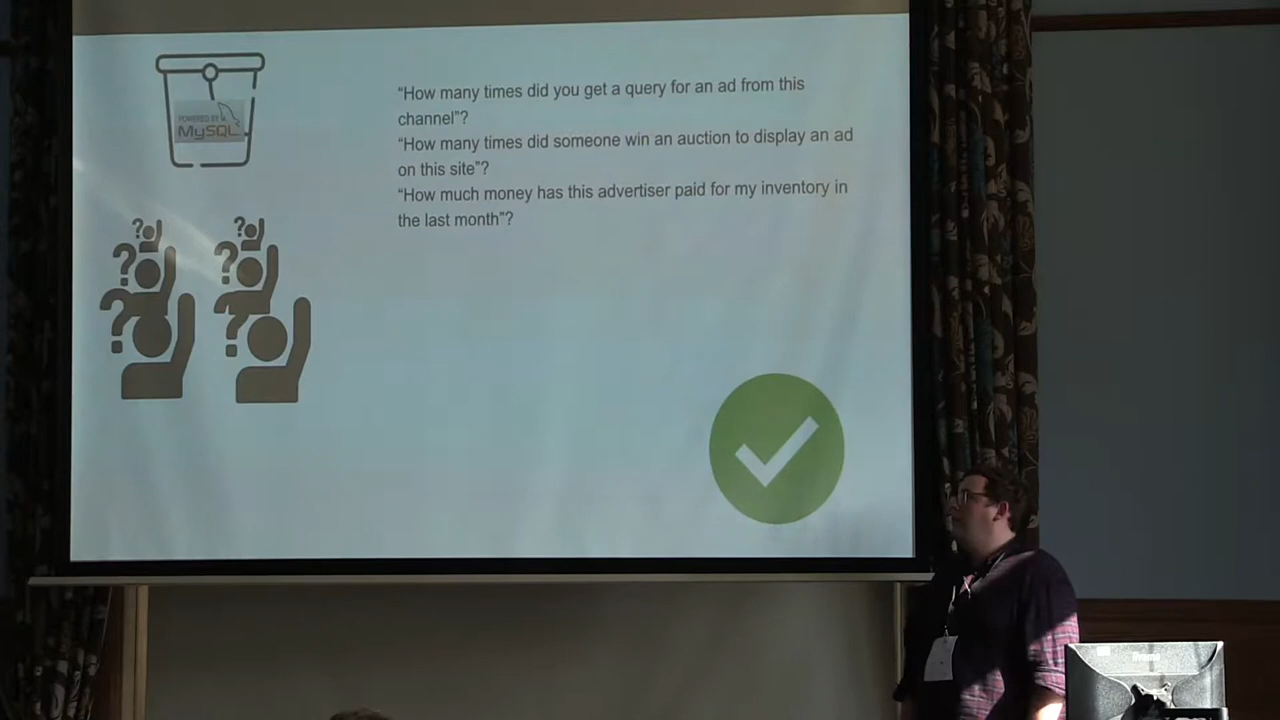 POWERED BY
MySQL
“How many times did you get a query for an ad from this
channel”?
“How many times did someone win an auction to display an ad
on this site”?
“How much money has this advertiser paid for my inventory in
the last month”?
? ?
? ?
? ?